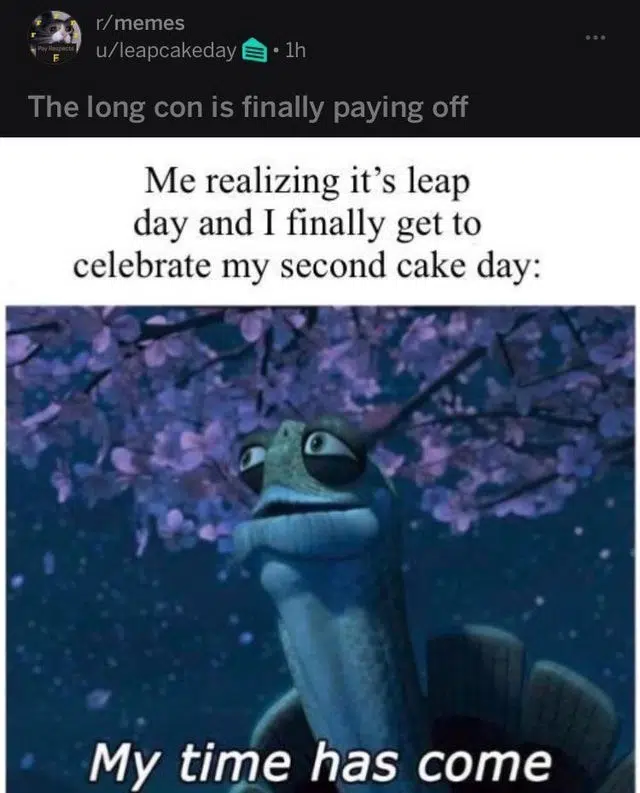 r/memes
u/leapcakeday • 1h
The long con is finally paying off
Me realizing it's leap
day and I finally get to
celebrate my second cake day:
My time has come